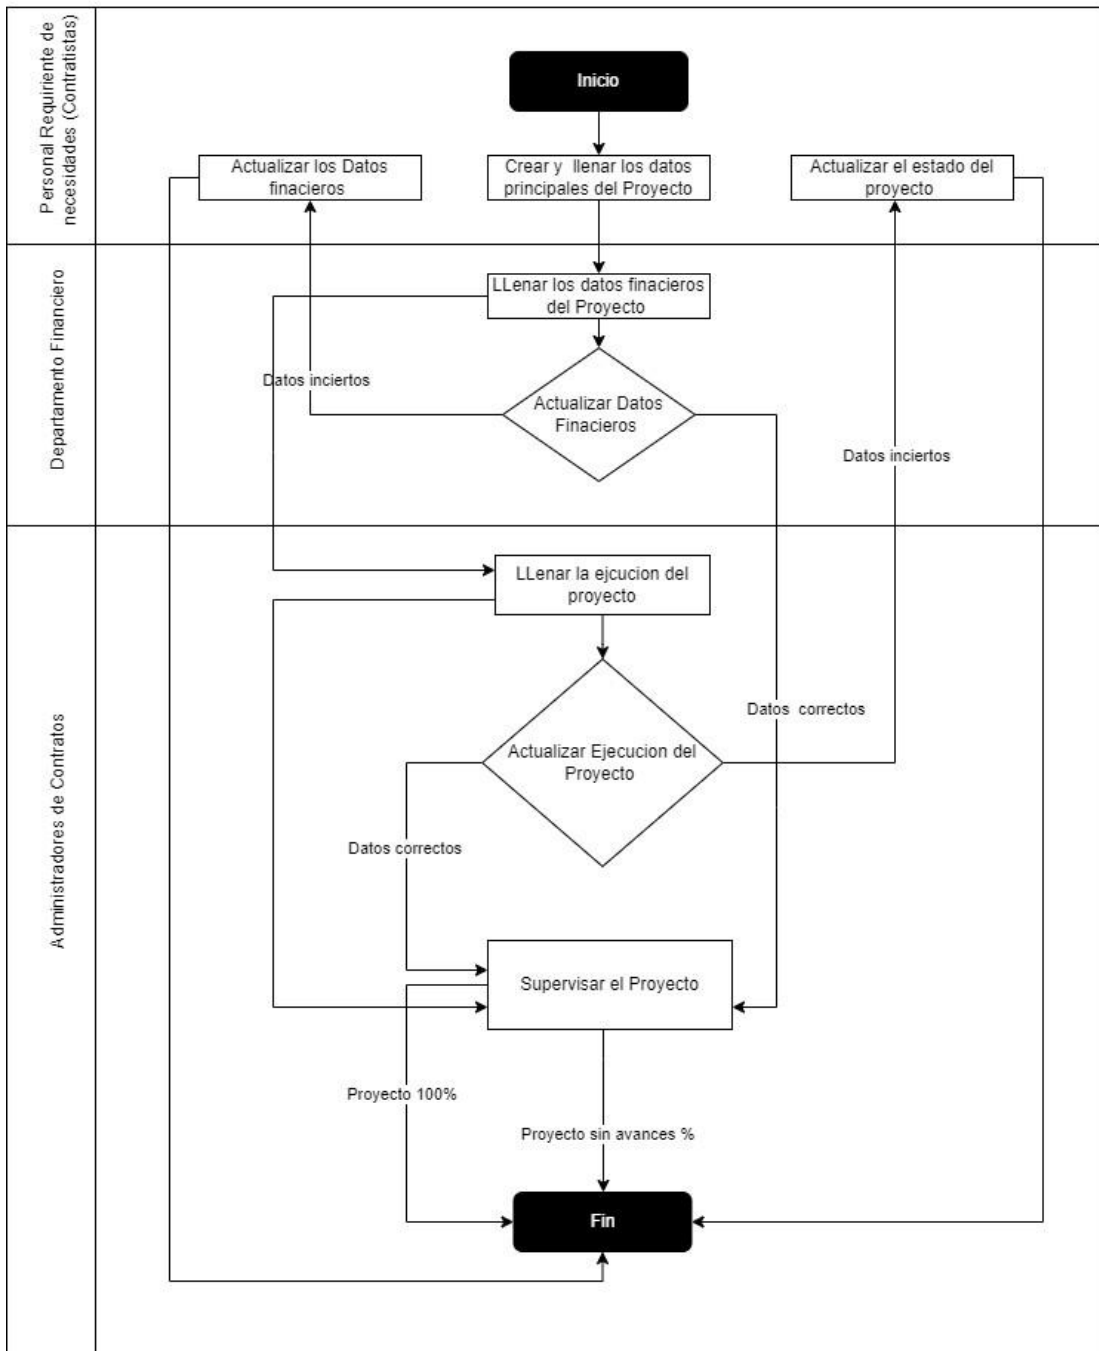 Personal Requiriente de
necesidades (Contratistas)
Inicio
Actualizar los Datos
finacieros
Crear y llenar los datos
principales del Proyecto
Actualizar el estado del
proyecto
Departamento Financiero
LLenar los datos finacieros
del Proyecto
Datos inciertos
Actualizar Datos
Finacieros
Datos inciertos
Administradores de Contratos
LLenar la ejcucion del
proyecto
Datos correctos
Actualizar Ejecucion del
Proyecto
Datos correctos
Supervisar el Proyecto
Proyecto 100%
Proyecto sin avances %
Fin